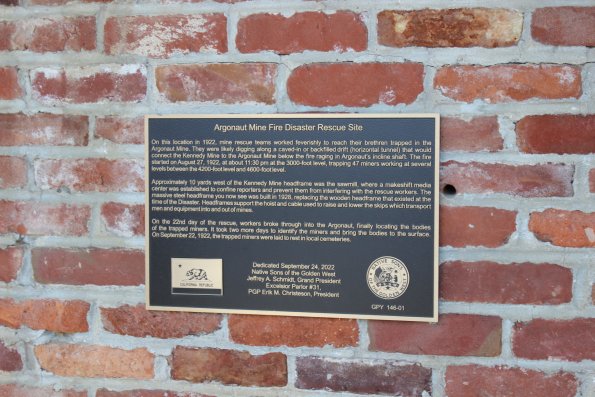 Argonaut Mine Fire Disaster Rescue Site
On this location in 1922, mine rescue teams worked feverishly to reach their brethren trapped in the
Argonaut Mine. They were likely digging along a caved-in or backfilled drift (horizontal tunnel) that would
connect the Kennedy Mine to the Argonaut Mine below the fire raging in Argonaut's incline shaft. The fire
started on August 27, 1922, at about 11:30 pm at the 3000-foot level, trapping 47 miners working at several
levels between the 4200-foot level and 4600-foot level.
Approximately 10 yards west of the Kennedy Mine headframe was the sawmill, where a makeshift media
center was established to confine reporters and prevent them from interfering with the rescue workers. The
massive steel headframe you now see was built in 1928, replacing the wooden headframe that existed at the
time of the Disaster. Headframes support the hoist and cable used to raise and lower the skips which transport
men and equipment into and out of mines.
On the 22nd day of the rescue, workers broke through into the Argonaut, finally locating the bodies
of the trapped miners. It took two more days to identify the miners and bring the bodies to the surface.
On September 22, 1922, the trapped miners were laid to rest in local cemeteries.
Dedicated September 24, 2022
Native Sons of the Golden West
Jeffrey A. Schmidt, Grand President
Excelsior Parlor #31,
PGP Erik M. Christeson, President
CALIFORNIA REPUBLIC
NATIVE SONS
GPY 146-01